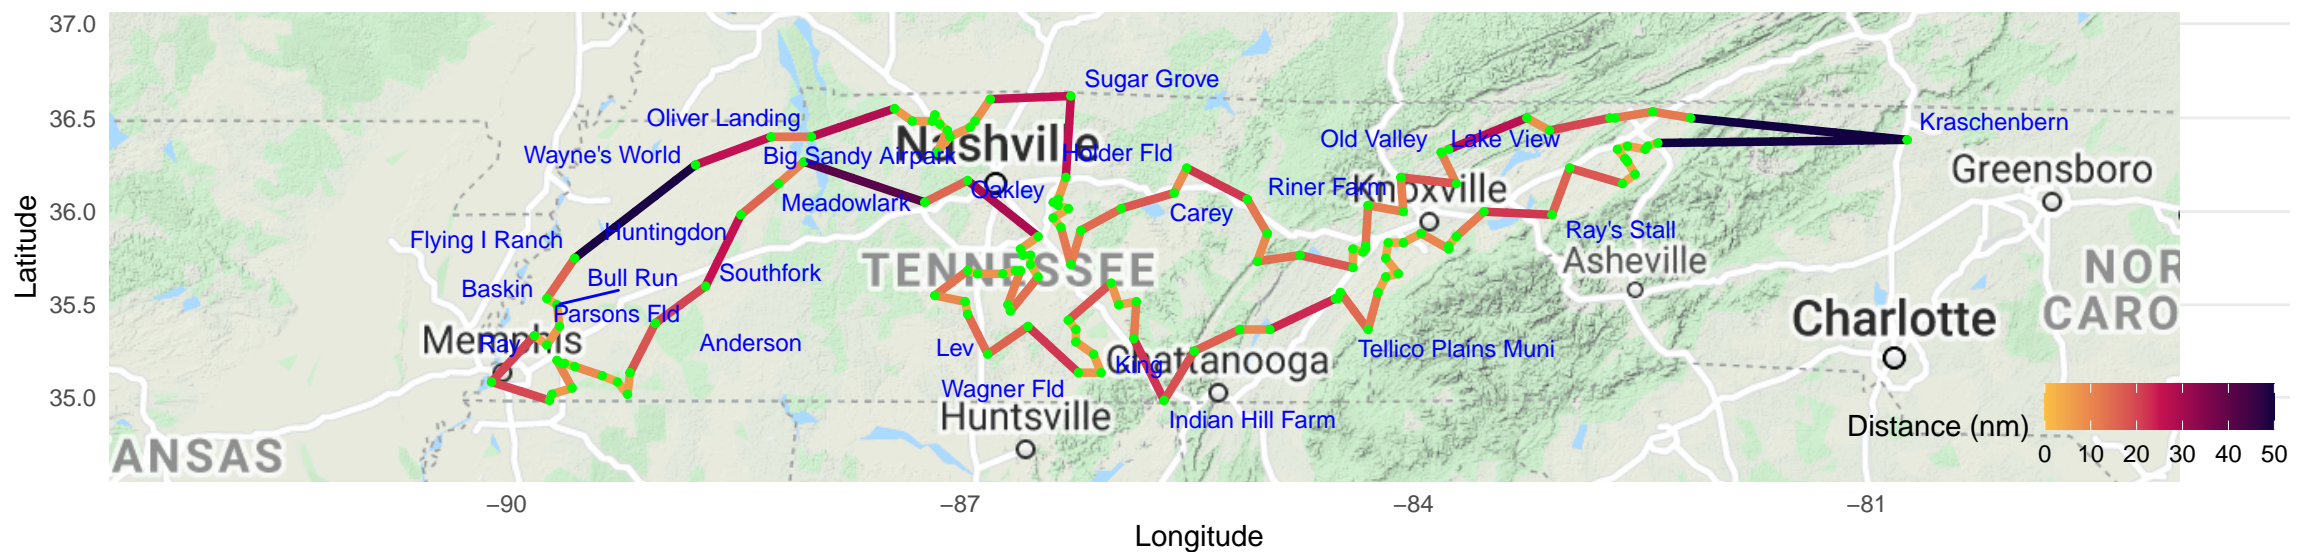 37.0
36.5
36.0
35.5
35.0
Latitude
Sugar Grove
Oliver Landing
Kraschenbern
Nashville
Old Valley
Lake View
Wayne's World
Big Sandy Airpark
Holder Fld
Greensboro
Riner Farm
Knoxville
Oakley
Meadowlark
Carey
Huntingdon
Flying I Ranch
Ray's Stall
Asheville
TENNESSEE
Southfork
Bull Run
Baskin
NOR
CARO
Parsons Fld
Charlotte
Memphis
Ray
Anderson
Lev
King
Chattanooga
Tellico Plains Muni
Wagner Fld
Huntsville
Indian Hill Farm
ANSAS
Distance (nm)
0 10 20 30 40 50
−90 −87 −84 −81
Longitude